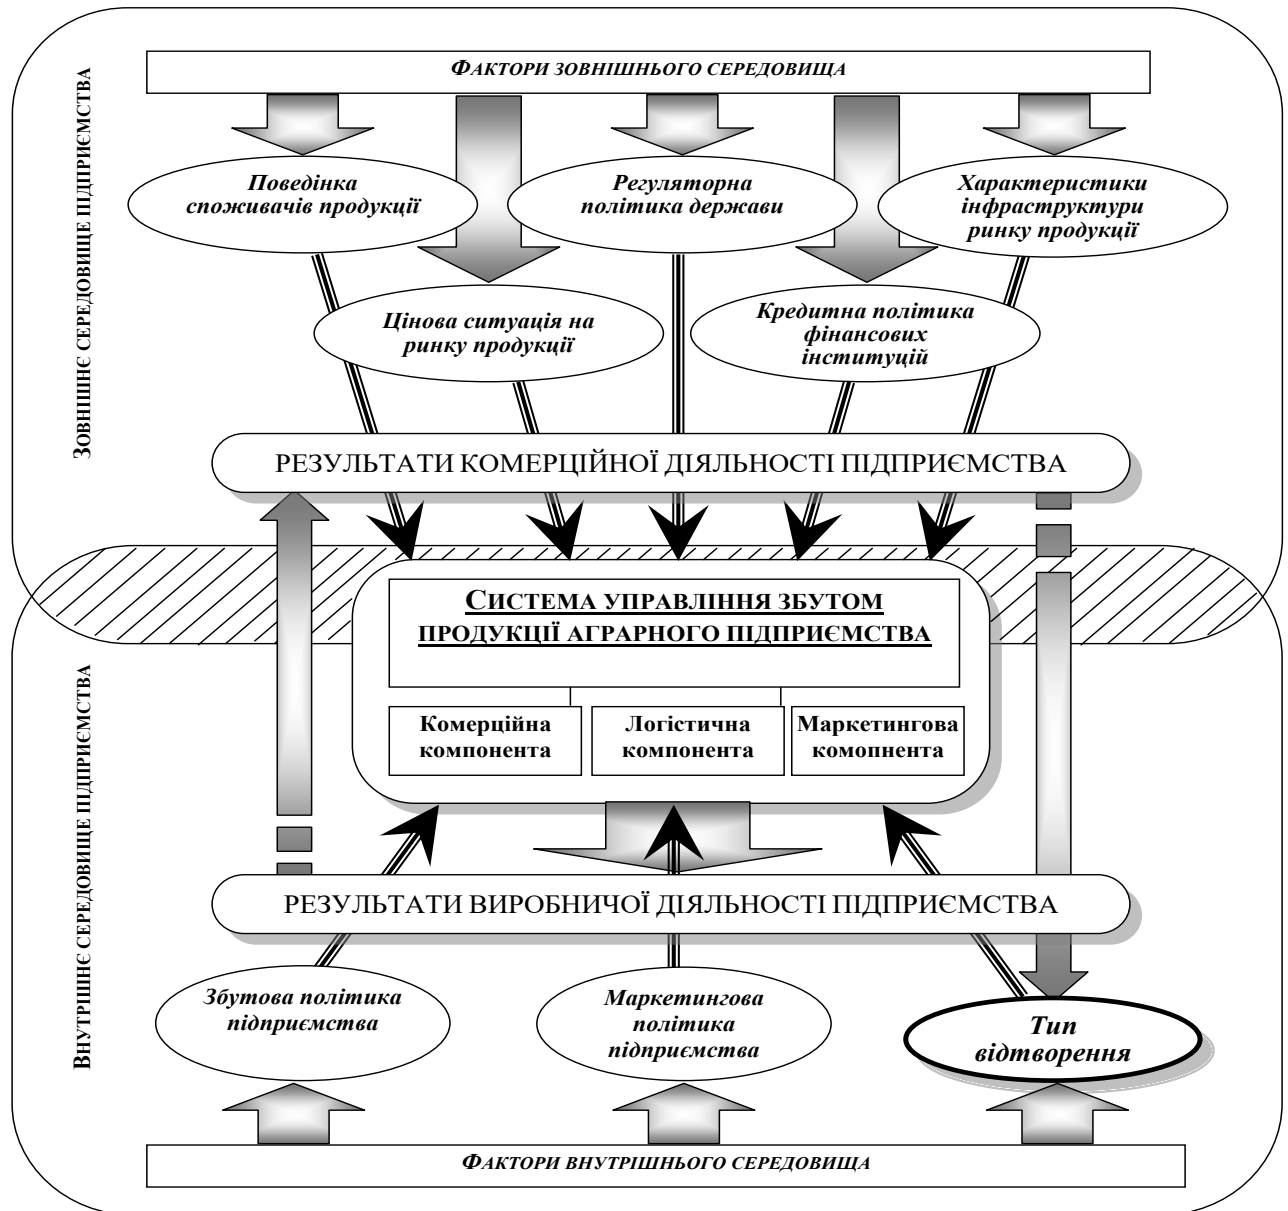 ЗОВНІШНЄ СЕРЕДОВИЩЕ ПІДПРИЄМСТВА
ФАКТОРИ ЗОВНІШНЬОГО СЕРЕДОВИЩА
Поведінка
споживачів продукції
Регуляторна
політика держави
Характеристики
інфраструктури
ринку продукції
Цінова ситуація на
ринку продукції
Кредитна політика
фінансових
інституцій
РЕЗУЛЬТАТИ КОМЕРЦІЙНОЇ ДІЯЛЬНОСТІ ПІДПРИЄМСТВА
СИСТЕМА УПРАВЛІННЯ ЗБУТОМ
ПРОДУКЦІЇ АГРАРНОГО ПІДПРИЄМСТВА
Комерційна
компонента
Логістична
компонента
Маркетингова
комопнента
ВНУТРІШНЄ СЕРЕДОВИЩЕ ПІДПРИЄМСТВА
РЕЗУЛЬТАТИ ВИРОБНИЧОЇ ДІЯЛЬНОСТІ ПІДПРИЄМСТВА
Збутова політика
підприємства
Маркетингова
політика
підприємства
Тип
відтворення
ФАКТОРИ ВНУТРІШНЬОГО СЕРЕДОВИЩА